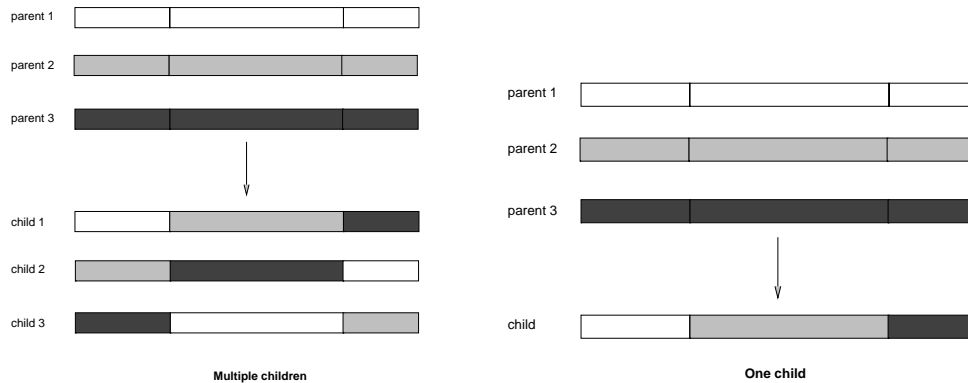 parent 1
parent 2
parent 3
child 1
child 2
child 3
Multiple children
parent 1
parent 2
parent 3
child
One child